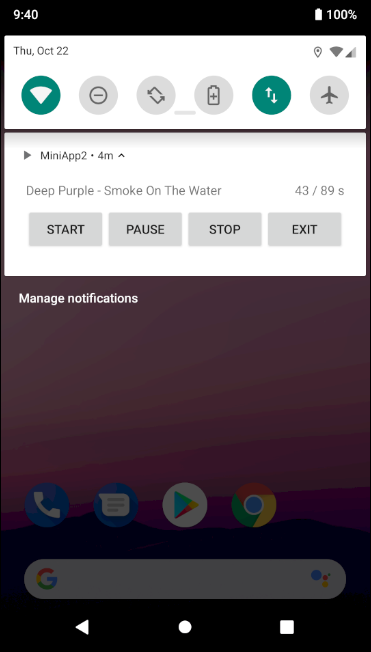 9:40 100%
Thu, Oct 22
MiniApp2 • 4m
Deep Purple - Smoke On The Water 43 / 89 s
START PAUSE STOP EXIT
Manage notifications